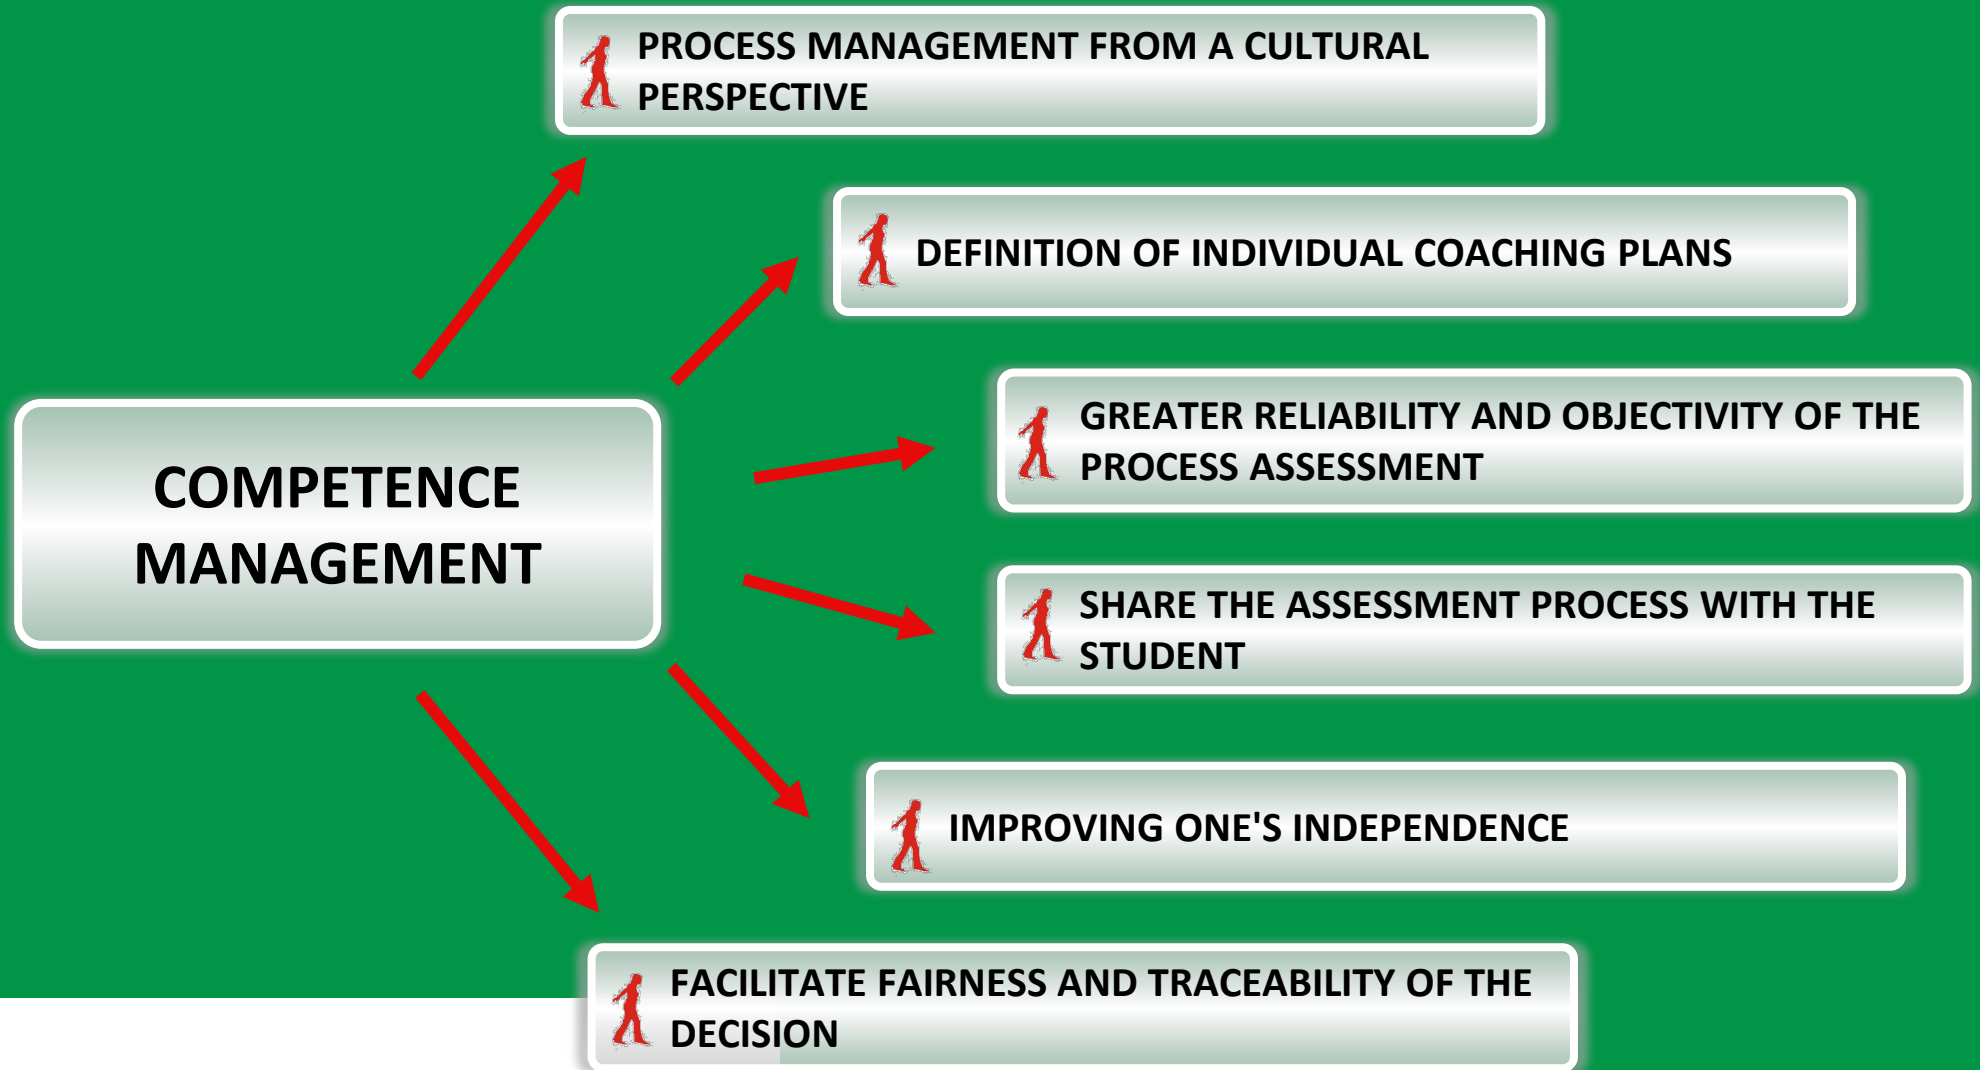 PROCESS MANAGEMENT FROM A CULTURAL
PERSPECTIVE
DEFINITION OF INDIVIDUAL COACHING PLANS
GREATER RELIABILITY AND OBJECTIVITY OF THE
PROCESS ASSESSMENT
COMPETENCE
MANAGEMENT
SHARE THE ASSESSMENT PROCESS WITH THE
STUDENT
IMPROVING ONE'S INDEPENDENCE
FACILITATE FAIRNESS AND TRACEABILITY OF THE
DECISION